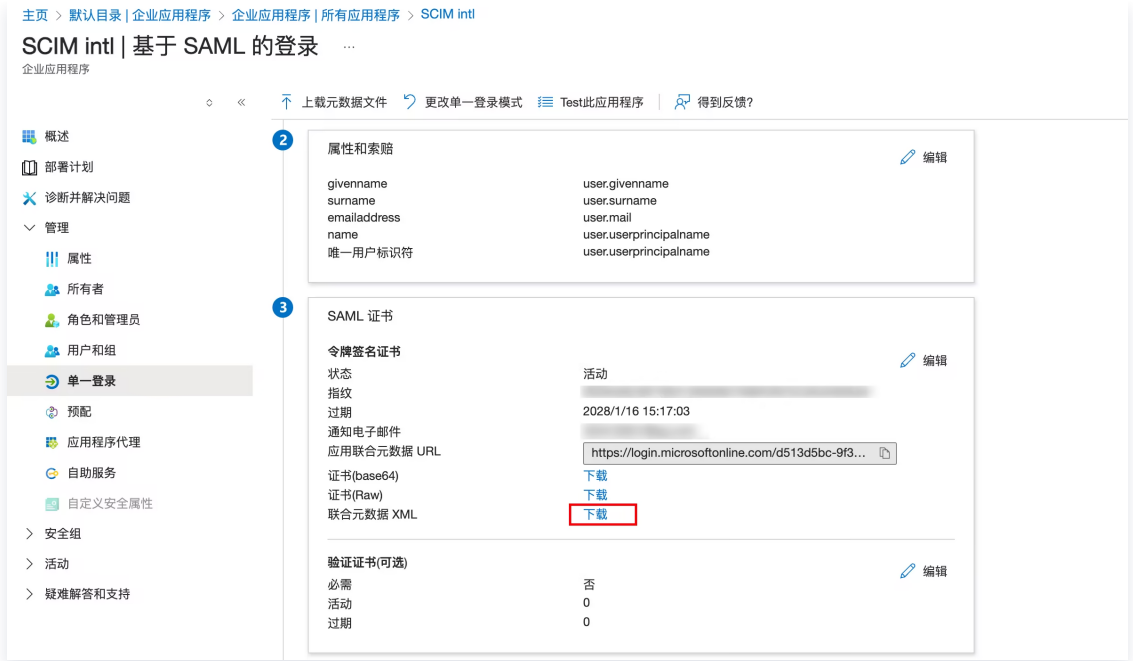 主页 > 默认目录 | 企业应用程序 > 企业应用程序 | 所有应用程序 > SCIM intl
SCIM intl | 基于 SAML 的登录 ...
企业应用程序
上载元数据文件 更改单一登录模式 Test此应用程序 得到反馈?
概述
部署计划
诊断并解决问题
管理
属性
所有者
角色和管理员
用户和组
单一登录
预配
应用程序代理
自助服务
自定义安全属性
安全组
活动
疑难解答和支持
2
属性和索赔
编辑
givenname user.givenname
surname user.surname
emailaddress user.mail
name user.userprincipalname
唯一用户标识符 user.userprincipalname
3
SAML 证书
令牌签名证书
编辑
状态 活动
指纹
过期 2028/1/16 15:17:03
通知电子邮件
应用联合元数据 URL https://login.microsoftonline.com/d513d5bc-9f3...
证书(base64) 下载
证书(Raw) 下载
联合元数据 XML 下载
验证证书(可选)
编辑
必需 否
活动 0
过期 0